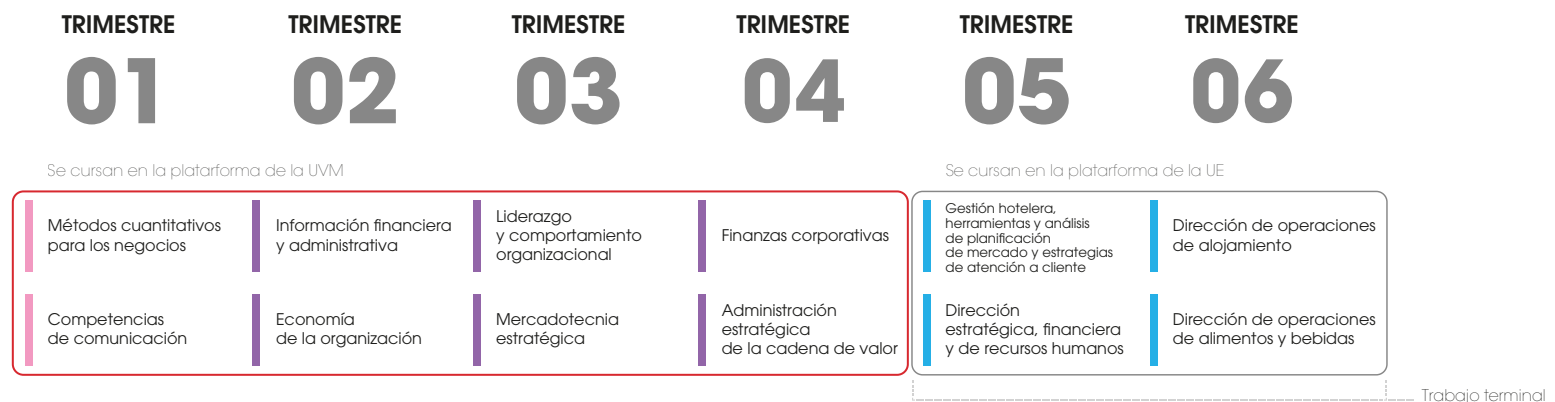 TRIMESTRE TRIMESTRE TRIMESTRE TRIMESTRE TRIMESTRE TRIMESTRE
01 02 03 04 05 06
Se cursan en la platarforma de la UVM
Se cursan en la platarforma de la UE
Métodos cuantitativos
para los negocios
Información financiera
y administrativa
Liderazgo
y comportamiento
organizacional
Finanzas corporativas
Gestión hotelera,
herramientas y análisis
de planificación
de mercado y estrategias
de atención a cliente
Dirección de operaciones
de alojamiento
Competencias
de comunicación
Economía
de la organización
Mercadotecnia
estratégica
Administración
estratégica
de la cadena de valor
Dirección
estratégica, financiera
y de recursos humanos
Dirección de operaciones
de alimentos y bebidas
Trabajo terminal